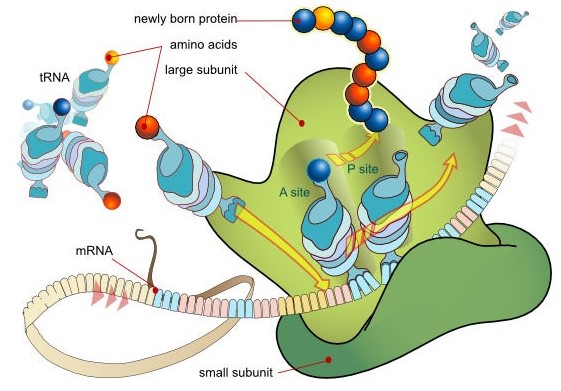 newly born protein
amino acids
large subunit
tRNA
P site
A site
mRNA
small subunit